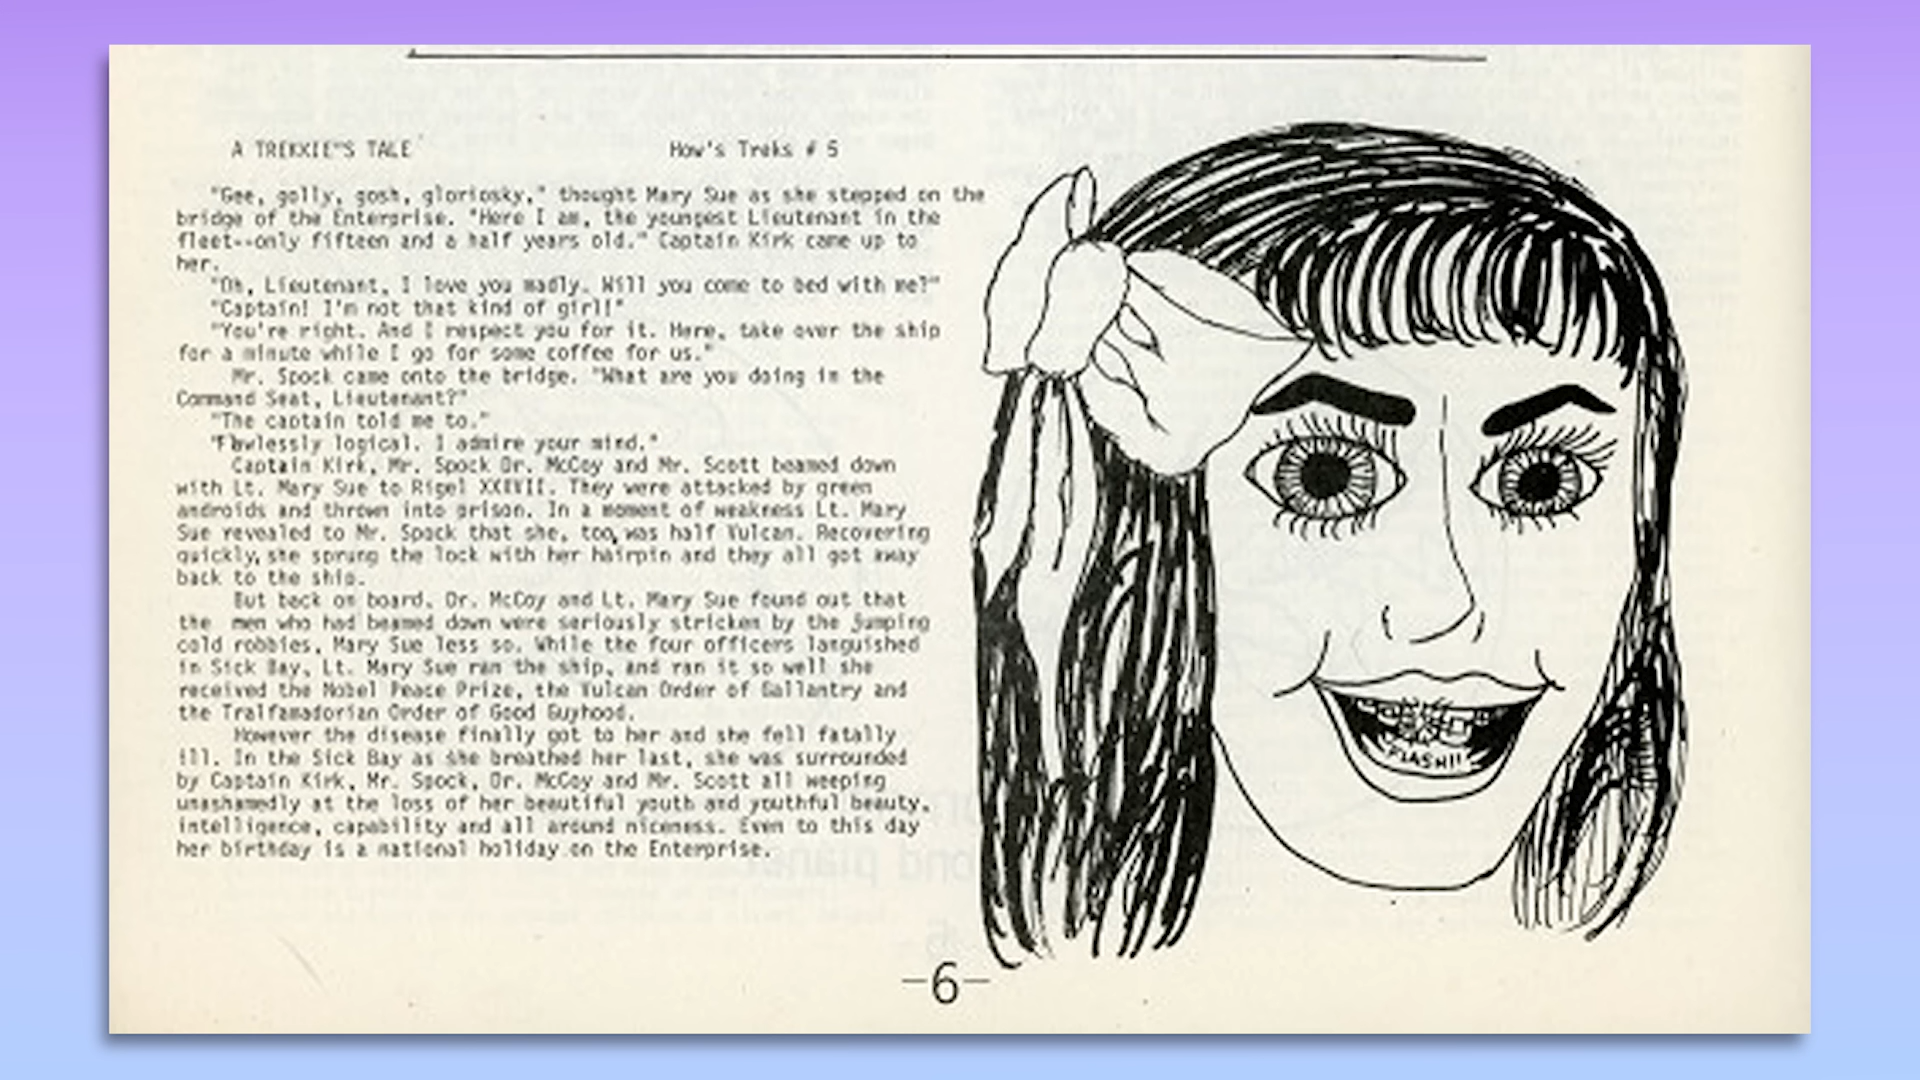 A TREKKIE"S TALE How's Treks # 5
"Gee, golly, gosh, gloriosky," thought Mary Sue as she stepped on the
bridge of the Enterprise. "Here I am, the youngest Lieutenant in the
fleet--only fifteen and a half years old." Captain Kirk came up to
her.
"Oh, Lieutenant, I love you madly. Will you come to bed with me?"
"Captain! I'm not that kind of girl!"
"You're right. And I respect you for it. Here, take over the ship
for a minute while I go for some coffee for us."
Mr. Spock came onto the bridge. "What are you doing in the
Command Seat, Lieutenant?"
"The captain told me to."
"Flawlessly logical. I admire your mind."
Captain Kirk, Mr. Spock Dr. McCoy and Mr. Scott beamed down
with Lt. Mary Sue to Rigel XXXVII. They were attacked by green
androids and thrown into prison. In a moment of weakness Lt. Mary
Sue revealed to Mr. Spock that she, too, was half Vulcan. Recovering
quickly, she sprung the lock with her hairpin and they all got away
back to the ship.
But back on board, Dr. McCoy and Lt. Mary Sue found out that
the men who had beamed down were seriously stricken by the jumping
cold robbies, Mary Sue less so. While the four officers languished
in Sick Bay, Lt. Mary Sue ran the ship, and ran it so well she
received the Nobel Peace Prize, the Vulcan Order of Gallantry and
the Tralfamadorian Order of Good Guyhood.
However the disease finally got to her and she fell fatally
ill. In the Sick Bay as she breathed her last, she was surrounded
by Captain Kirk, Mr. Spock, Dr. McCoy and Mr. Scott all weeping
unashamedly at the loss of her beautiful youth and youthful beauty,
intelligence, capability and all around niceness. Even to this day
her birthday is a national holiday on the Enterprise.
FLASH!!
-6-